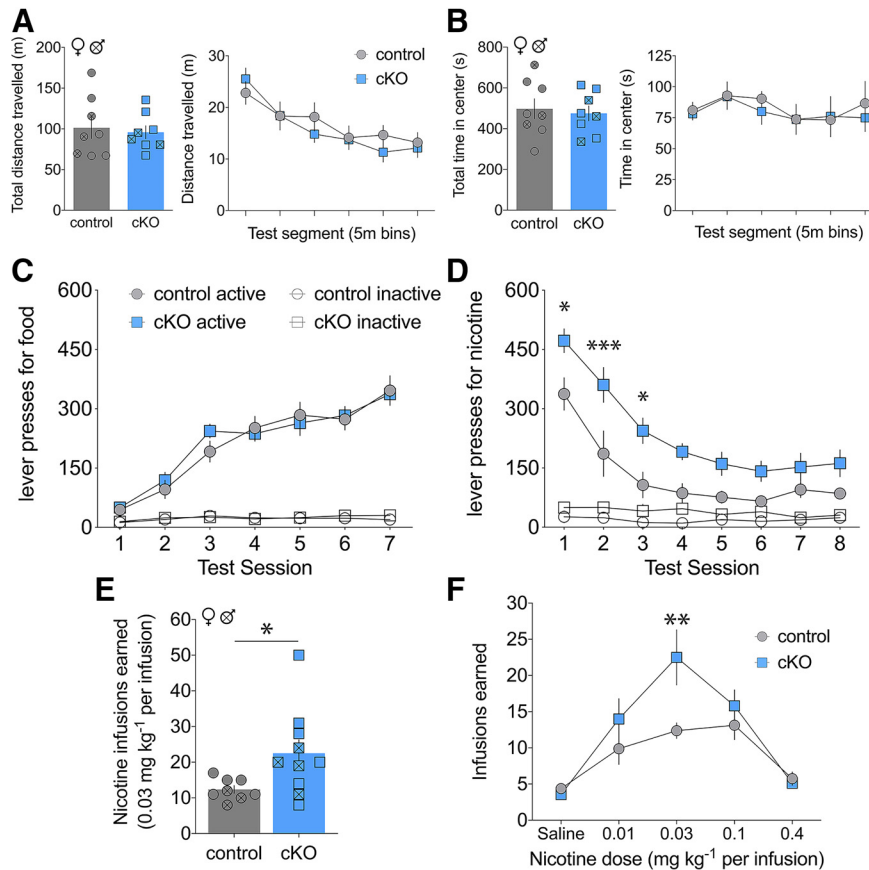 A
♀ ♂
Total distance travelled (m)
200
150
100
50
0
control
cKO
Distance travelled (m)
30
20
10
0
control
cKO
Test segment (5m bins)
B
♀ ♂
Total time in center (s)
800
600
400
200
0
control
cKO
Time in center (s)
125
100
75
50
25
0
Test segment (5m bins)
C
lever presses for food
600
450
300
150
0
control active
control inactive
cKO active
cKO inactive
1 2 3 4 5 6 7
Test Session
D
lever presses for nicotine
600
450
300
150
0
*
***
*
1 2 3 4 5 6 7 8
Test Session
E
♀ ♂
Nicotine infusions earned
(0.03 mg kg⁻¹ per infusion)
60
50
40
30
20
10
0
*
control
cKO
F
Infusions earned
30
25
20
15
10
5
0
**
control
cKO
Saline 0.01 0.03 0.1 0.4
Nicotine dose (mg kg⁻¹ per infusion)